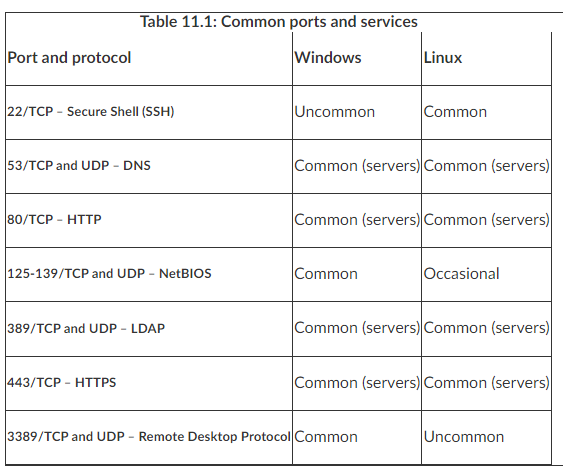 Table 11.1: Common ports and services
Port and protocol Windows Linux
22/TCP – Secure Shell (SSH) Uncommon Common
53/TCP and UDP – DNS Common (servers) Common (servers)
80/TCP – HTTP Common (servers) Common (servers)
125-139/TCP and UDP – NetBIOS Common Occasional
389/TCP and UDP – LDAP Common (servers) Common (servers)
443/TCP – HTTPS Common (servers) Common (servers)
3389/TCP and UDP – Remote Desktop Protocol Common Uncommon